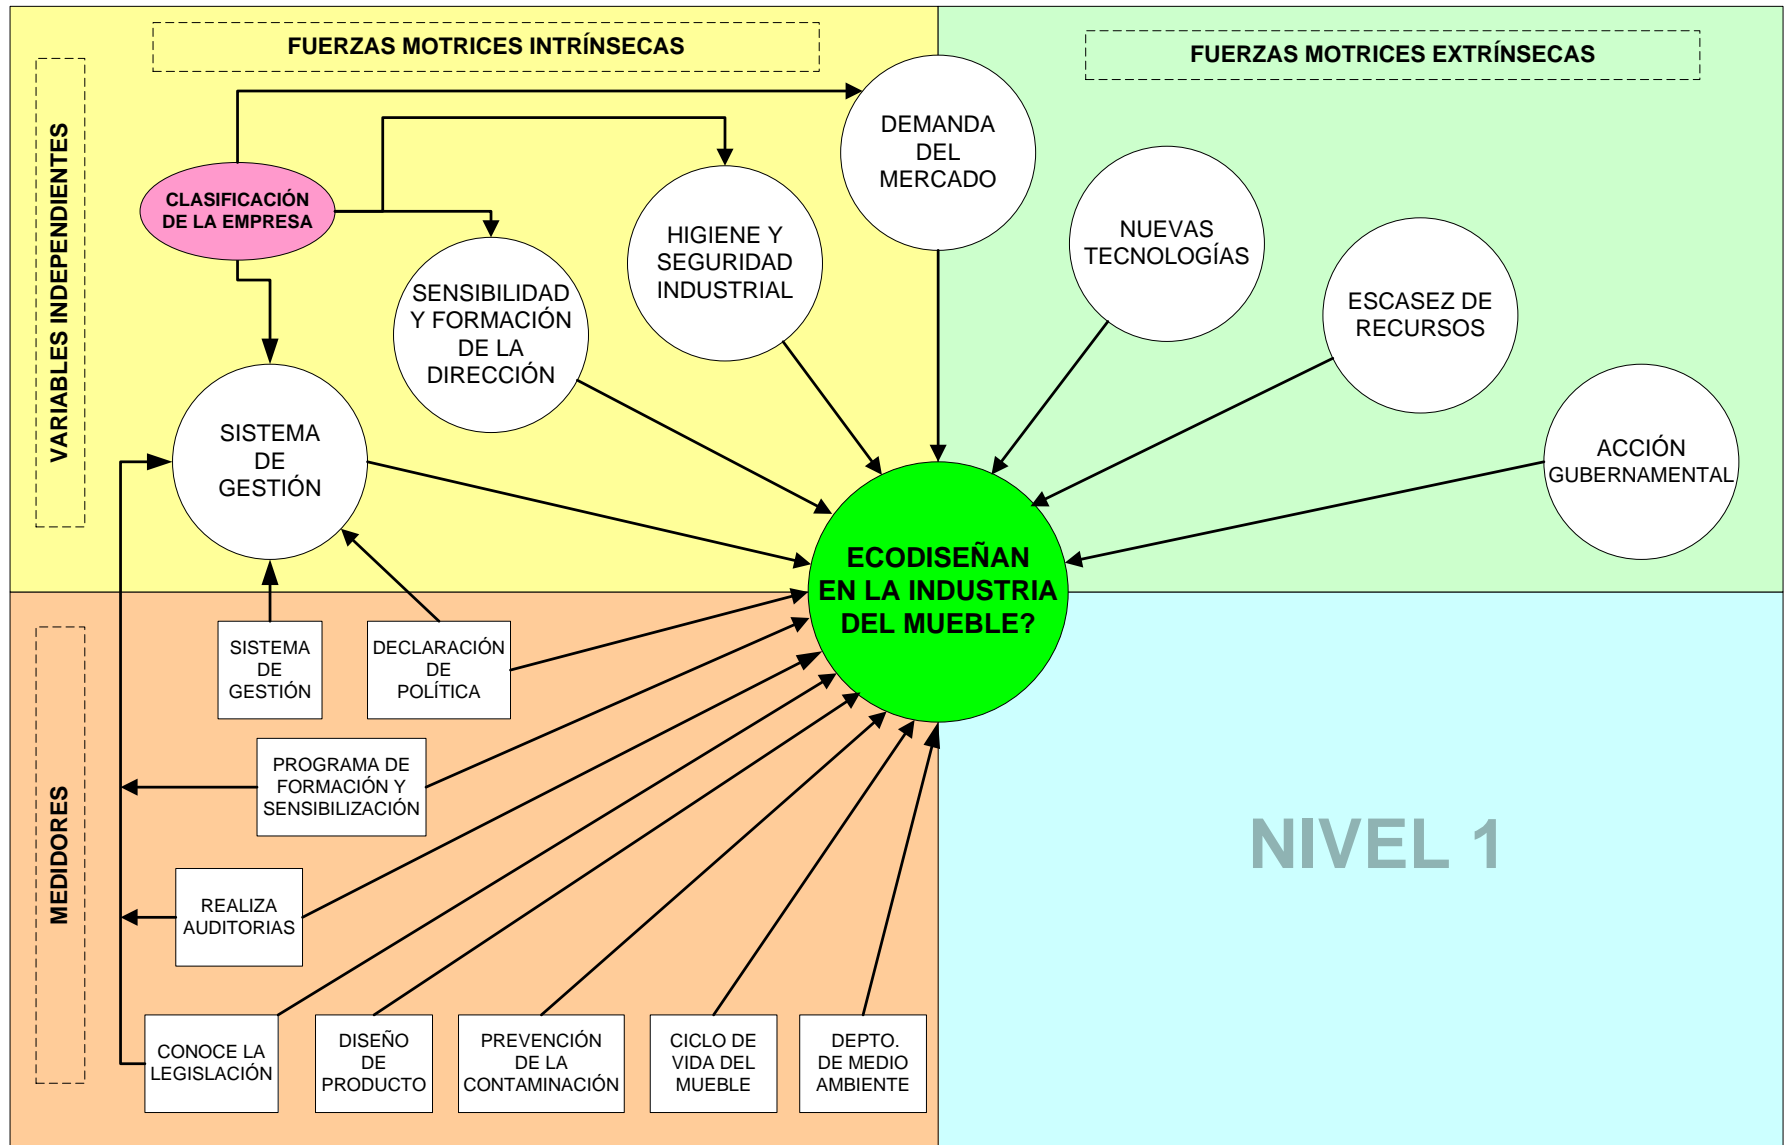 FUERZAS MOTRICES INTRÍNSECAS
FUERZAS MOTRICES EXTRÍNSECAS
VARIABLES INDEPENDIENTES
CLASIFICACIÓN
DE LA EMPRESA
DEMANDA
DEL
MERCADO
HIGIENE Y
SEGURIDAD
INDUSTRIAL
SENSIBILIDAD
Y FORMACIÓN
DE LA
DIRECCIÓN
NUEVAS
TECNOLOGÍAS
ESCASEZ DE
RECURSOS
ACCIÓN
GUBERNAMENTAL
SISTEMA
DE
GESTIÓN
ECODISEÑAN
EN LA INDUSTRIA
DEL MUEBLE?
MEDIDORES
SISTEMA
DE
GESTIÓN
DECLARACIÓN
DE
POLÍTICA
PROGRAMA DE
FORMACIÓN Y
SENSIBILIZACIÓN
REALIZA
AUDITORIAS
CONOCE LA
LEGISLACIÓN
DISEÑO
DE
PRODUCTO
PREVENCIÓN
DE LA
CONTAMINACIÓN
CICLO DE
VIDA DEL
MUEBLE
DEPTO.
DE MEDIO
AMBIENTE
NIVEL 1